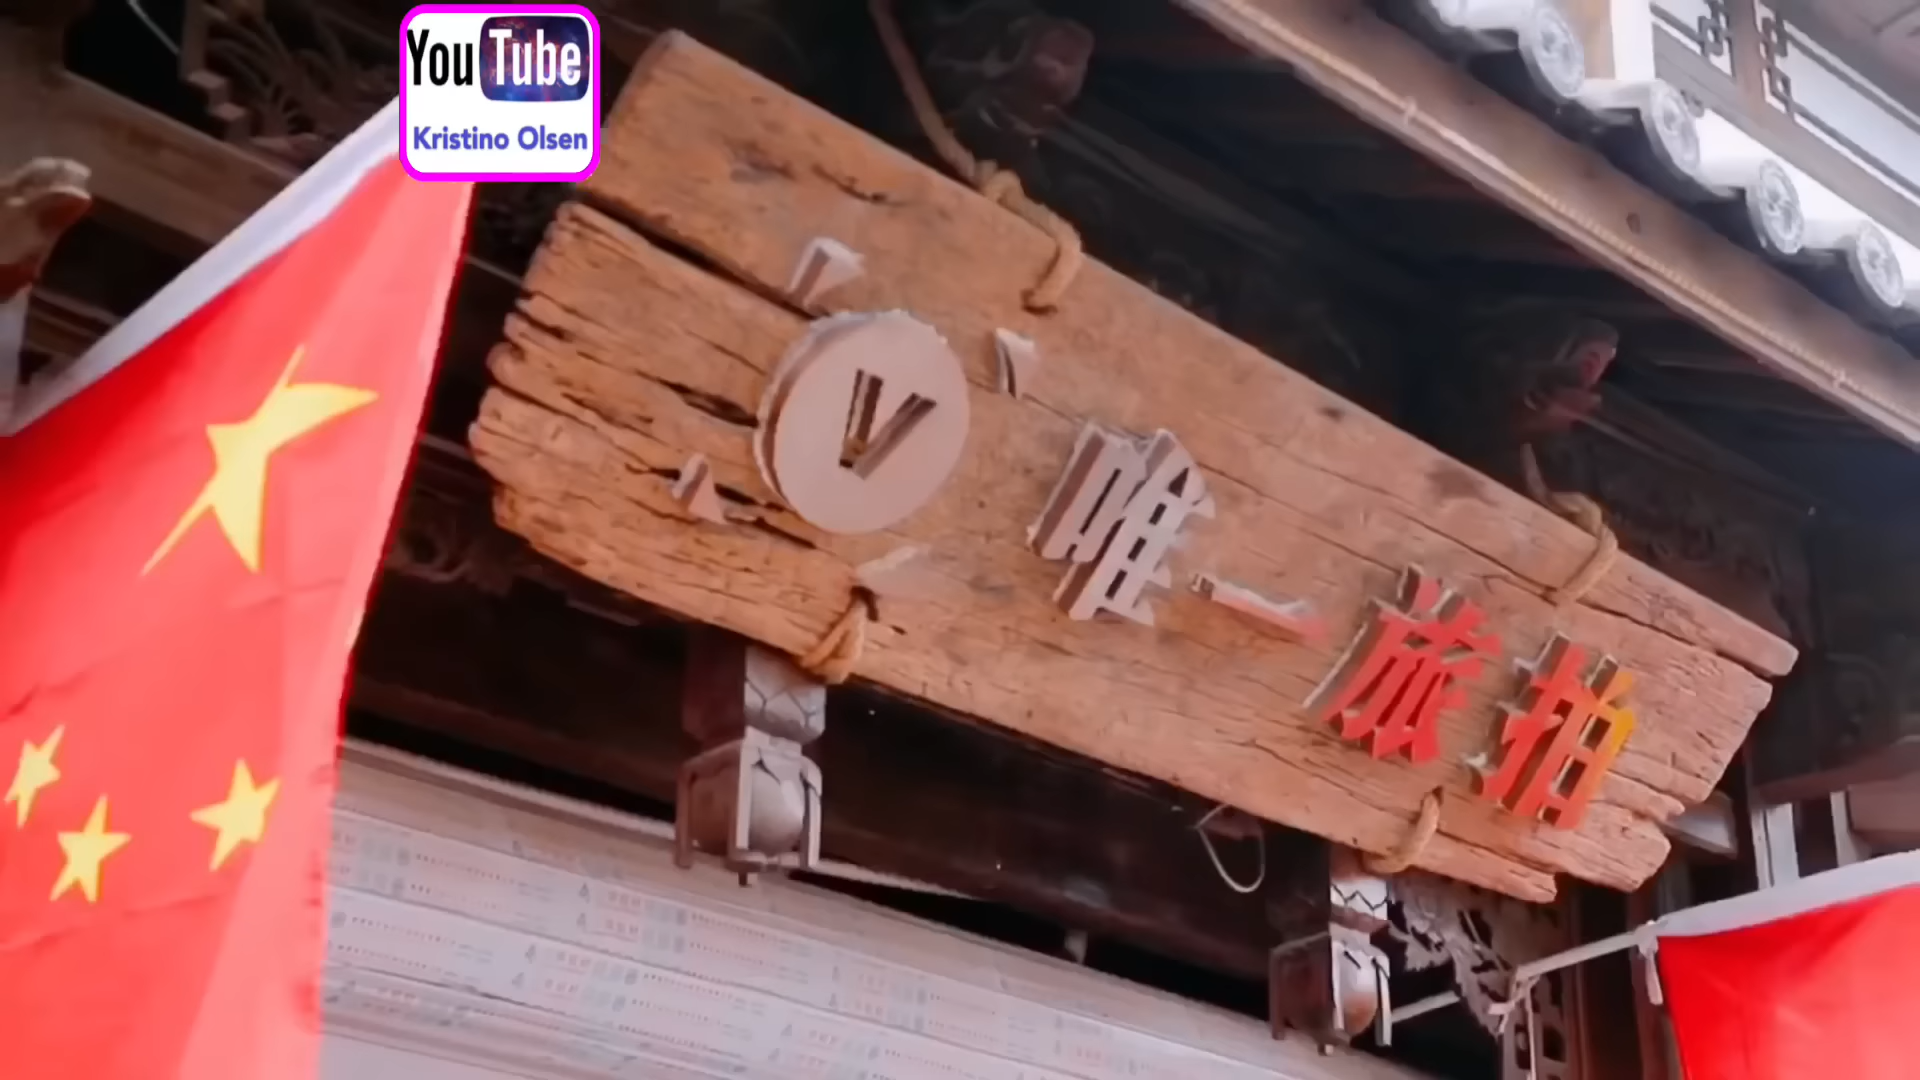 YouTube
Kristino Olsen
V
唯一旅拍